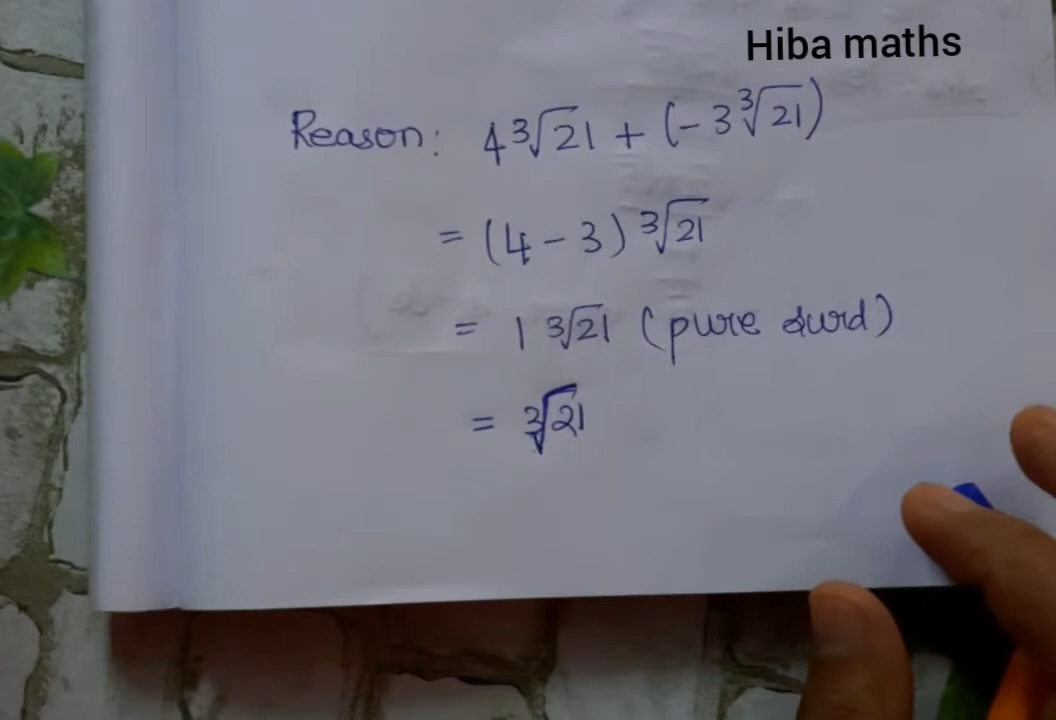 Hiba maths
Reason: 4∛21 + (-3∛21)
= (4-3) ∛21
= 1 ∛21 (pure surd)
= ∛21